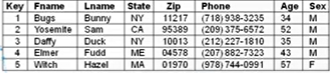 Key Fname Lname State Zip Phone Age Sex
1 Bugs Bunny NY 11217 (718) 938-3235 34 M
2 Yosemite Sam CA 95389 (209) 375-6572 52 M
3 Daffy Duck NY 10013 (212) 227-1810 35 M
4 Elmer Fudd ME 04578 (207) 882-7323 43 M
5 Witch Hazel MA 01970 (978) 744-0991 57 F